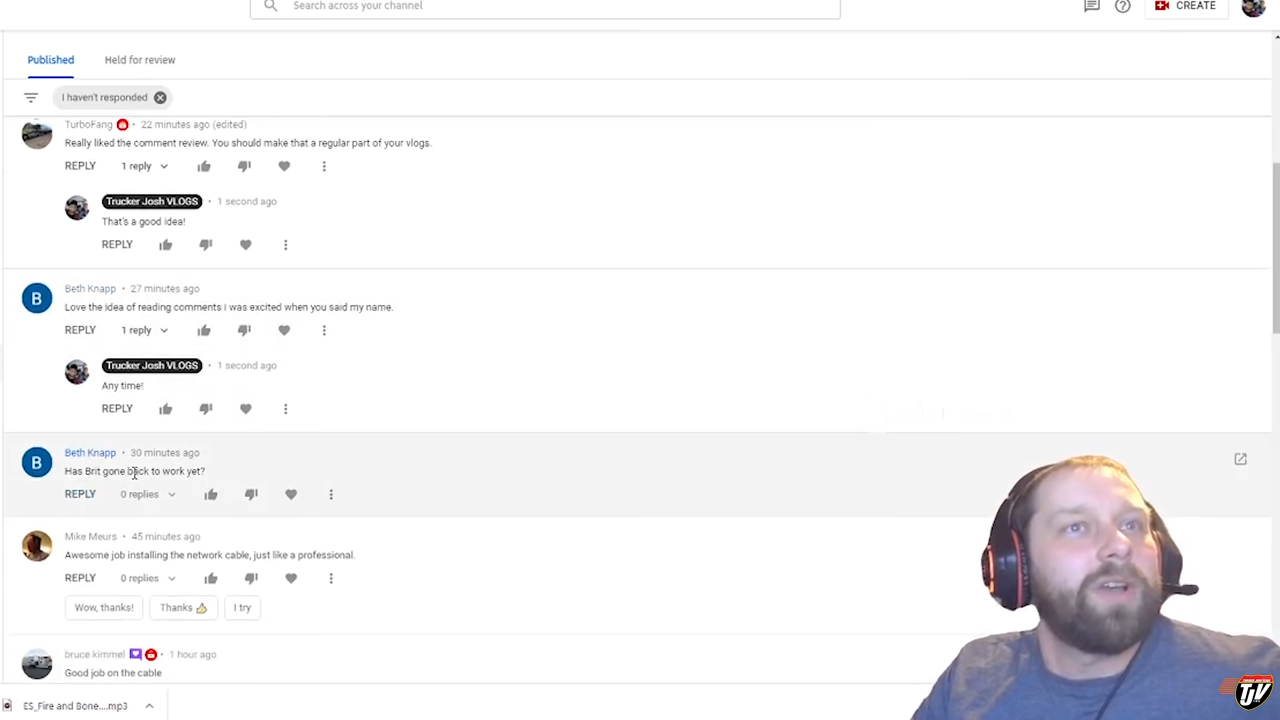 Search across your channel
CREATE
Published
Held for review
I haven't responded
TurboFang • 22 minutes ago (edited)
Really liked the comment review. You should make that a regular part of your vlogs.
REPLY 1 reply
Trucker Josh VLOGS • 1 second ago
That's a good idea!
REPLY
Beth Knapp • 27 minutes ago
Love the idea of reading comments I was excited when you said my name.
REPLY 1 reply
Trucker Josh VLOGS • 1 second ago
Any time!
REPLY
Beth Knapp • 30 minutes ago
Has Brit gone back to work yet?
REPLY 0 replies
Mike Meurs • 45 minutes ago
Awesome job installing the network cable, just like a professional.
REPLY 0 replies
Wow, thanks! Thanks 👍 I try
bruce kimmel • 1 hour ago
Good job on the cable
ES_Fire and Bone....mp3
B
B
TJV